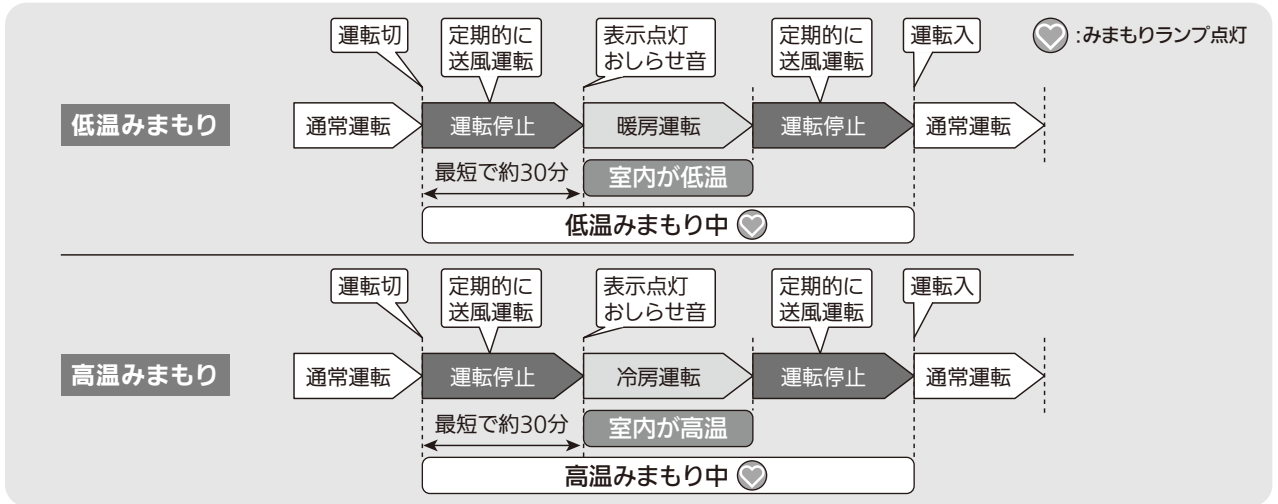 運転切
定期的に
送風運転
表示点灯
おしらせ音
定期的に
送風運転
運転入
:みまもりランプ点灯
低温みまもり
通常運転
運転停止
暖房運転
運転停止
通常運転
最短で約30分
室内が低温
低温みまもり中
運転切
定期的に
送風運転
表示点灯
おしらせ音
定期的に
送風運転
運転入
高温みまもり
通常運転
運転停止
冷房運転
運転停止
通常運転
最短で約30分
室内が高温
高温みまもり中